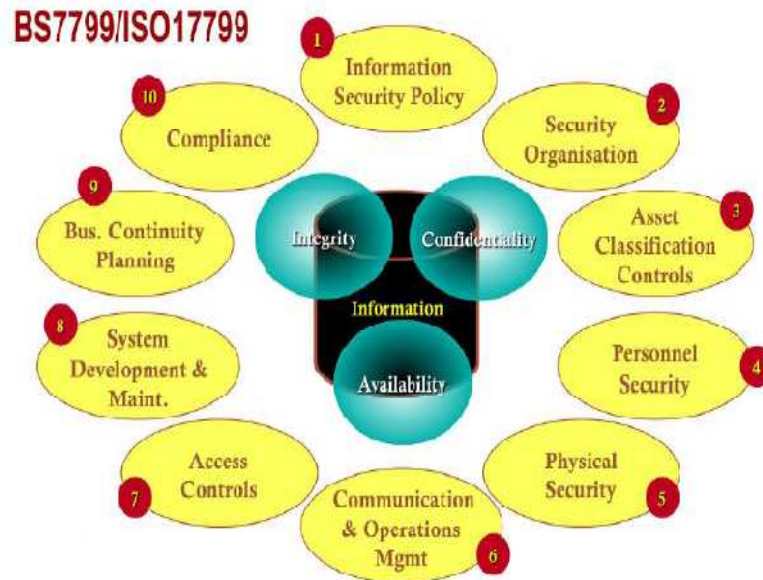 BS7799/ISO17799
1
Information
Security Policy
2
Security
Organisation
3
Asset
Classification
Controls
4
Personnel
Security
5
Physical
Security
6
Communication
& Operations
Mgmt
7
Access
Controls
8
System
Development &
Maint.
9
Bus. Continuity
Planning
10
Compliance
Integrity
Confidentiality
Information
Availability